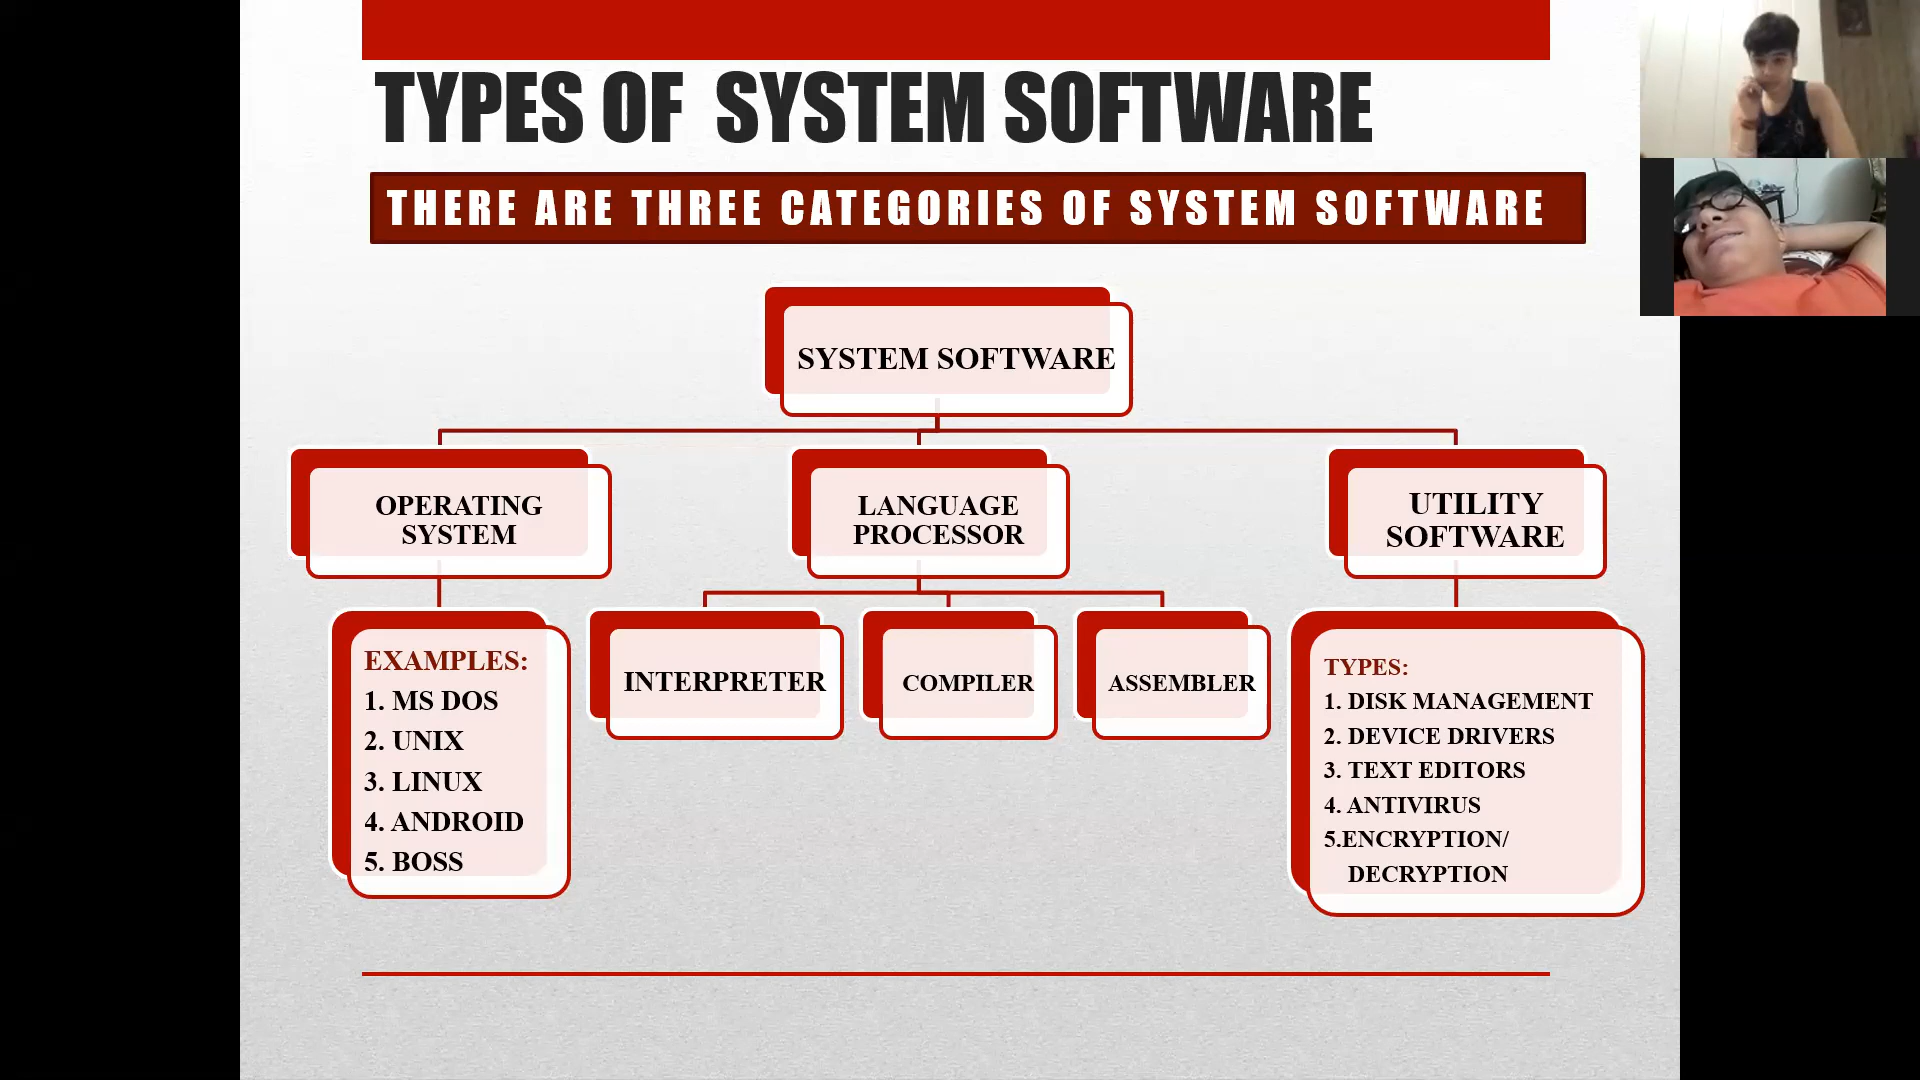 TYPES OF SYSTEM SOFTWARE
THERE ARE THREE CATEGORIES OF SYSTEM SOFTWARE
SYSTEM SOFTWARE
OPERATING
SYSTEM
LANGUAGE
PROCESSOR
UTILITY
SOFTWARE
EXAMPLES:
1. MS DOS
2. UNIX
3. LINUX
4. ANDROID
5. BOSS
INTERPRETER
COMPILER
ASSEMBLER
TYPES:
1. DISK MANAGEMENT
2. DEVICE DRIVERS
3. TEXT EDITORS
4. ANTIVIRUS
5.ENCRYPTION/
DECRYPTION